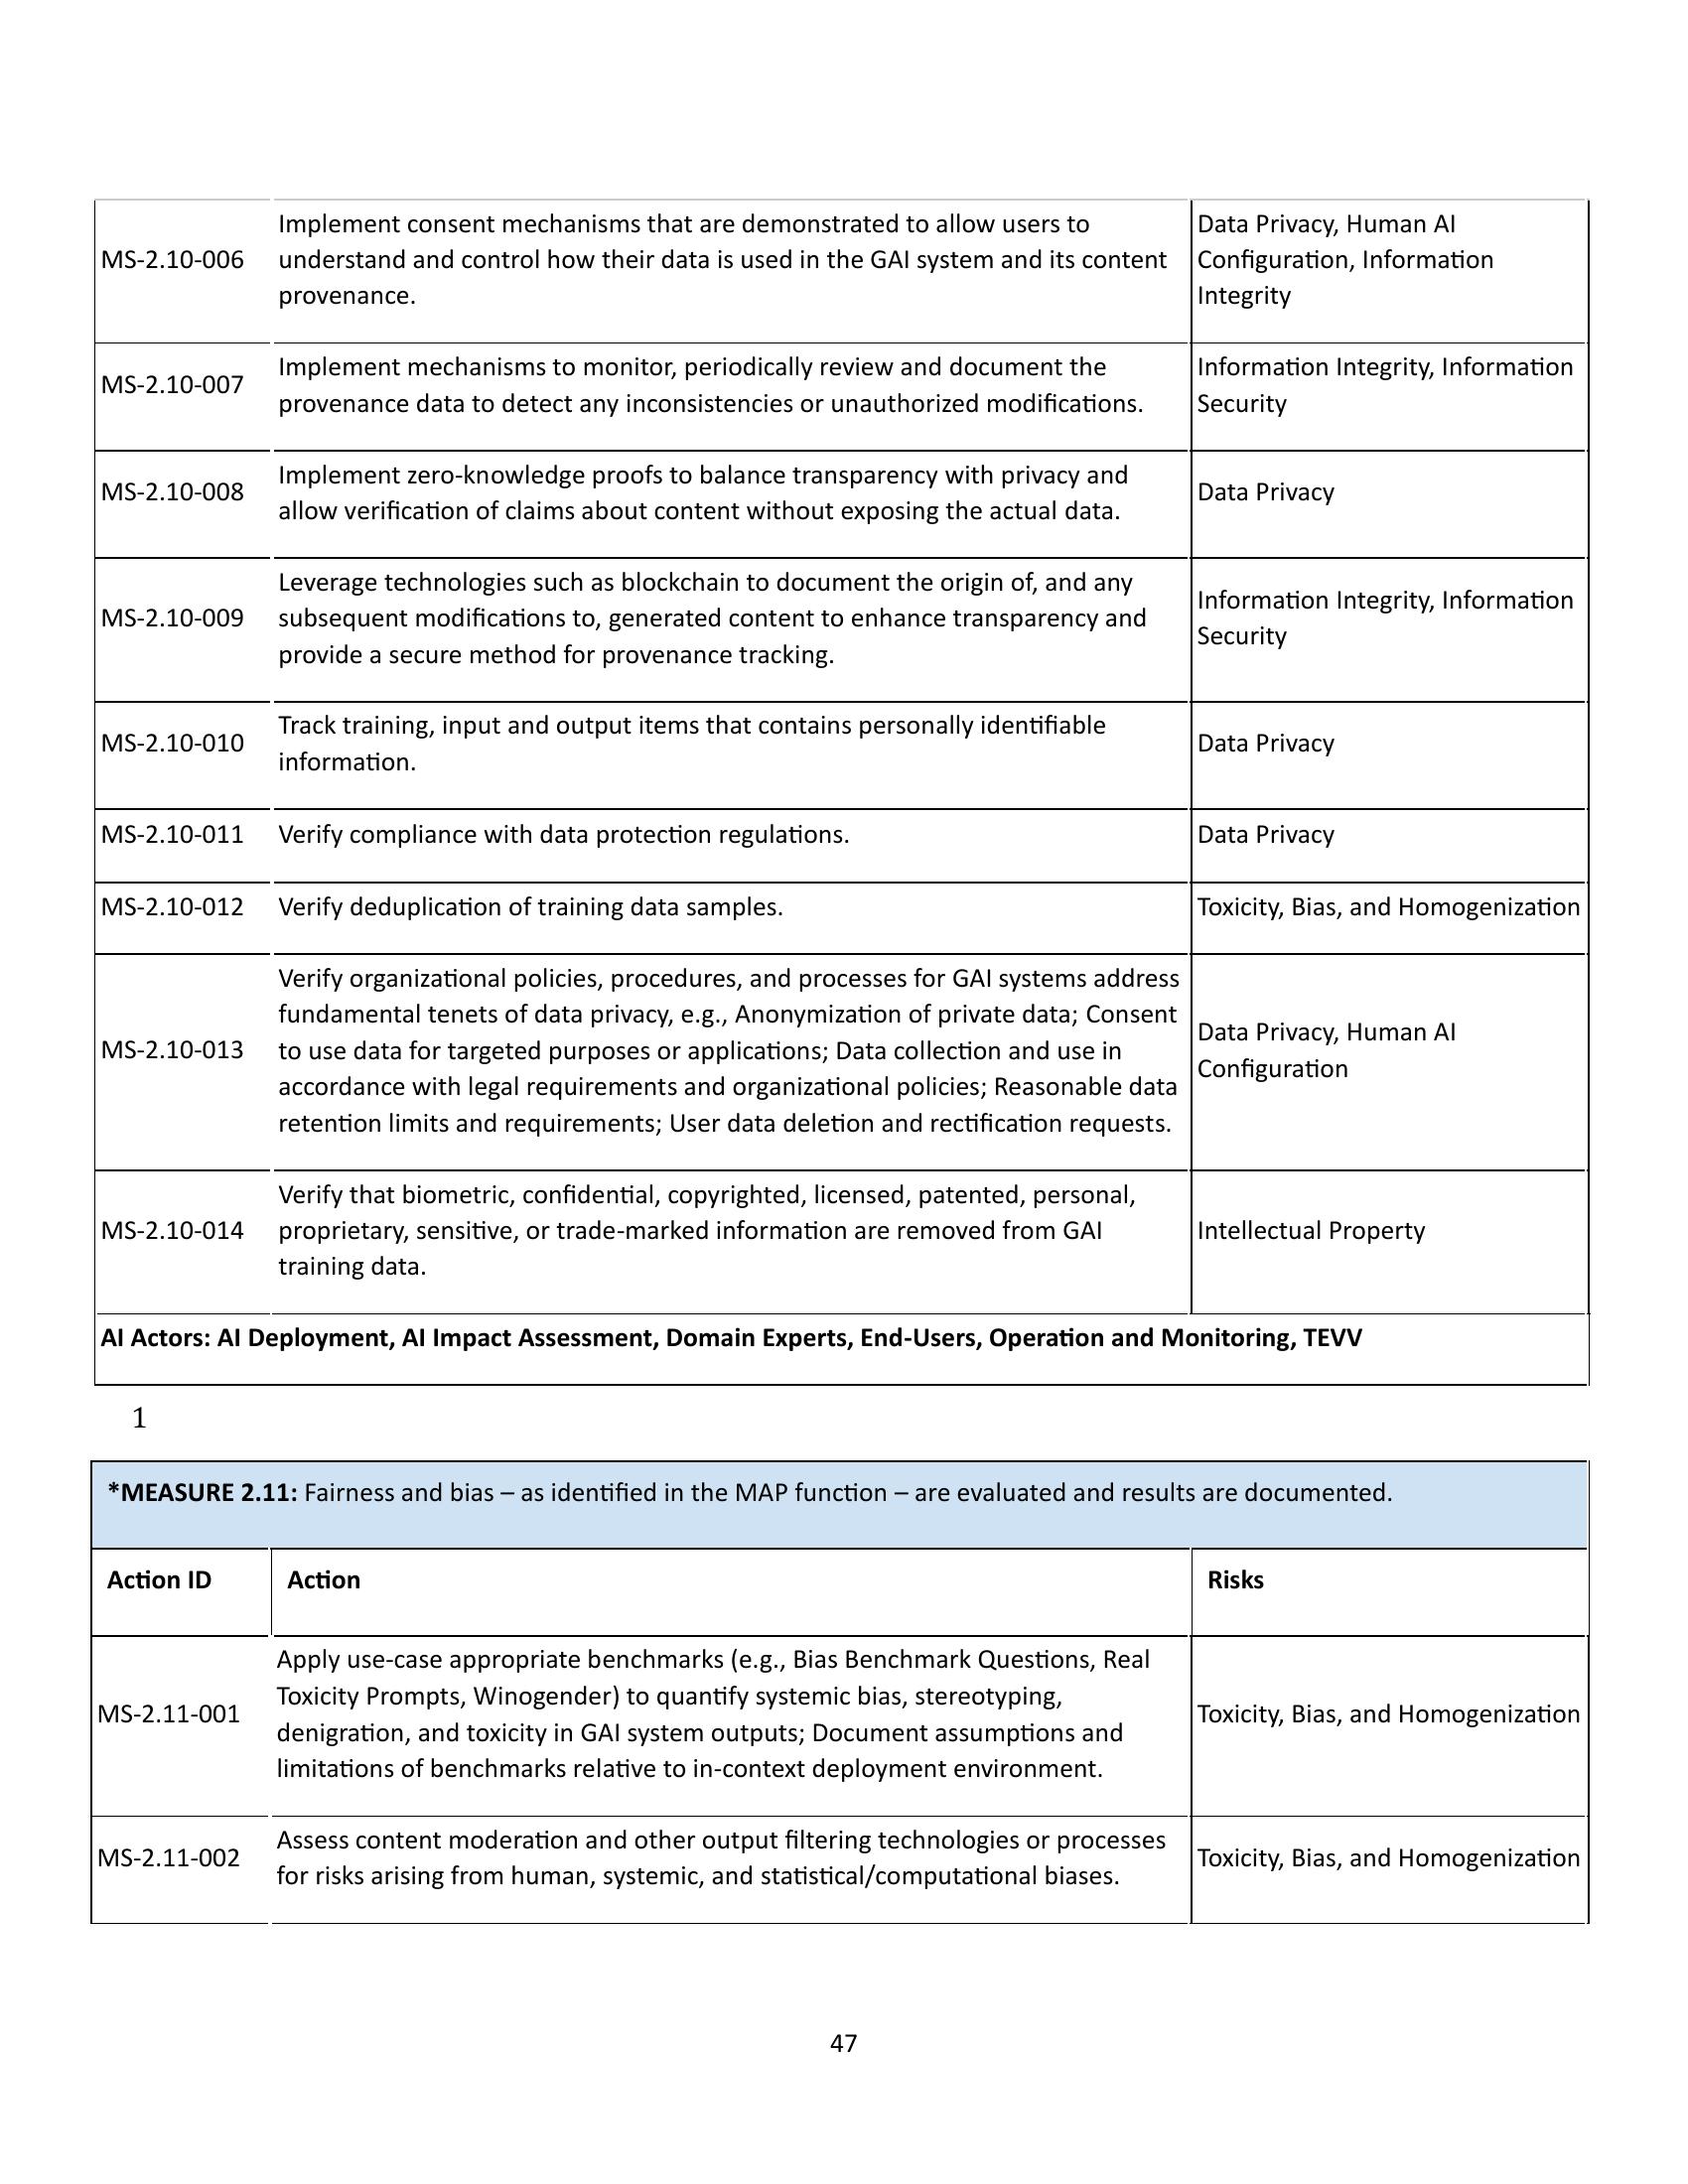 Implement consent mechanisms that are demonstrated to allow users to
MS-2.10-006 understand and control how their data is used in the GAI system and its content
provenance.
Data Privacy, Human AI
Configuration, Information
Integrity
MS-2.10-007
Implement mechanisms to monitor, periodically review and document the
provenance data to detect any inconsistencies or unauthorized modifications.
Information Integrity, Information
Security
MS-2.10-008
Implement zero-knowledge proofs to balance transparency with privacy and
allow verification of claims about content without exposing the actual data.
Data Privacy
MS-2.10-009
Leverage technologies such as blockchain to document the origin of, and any
subsequent modifications to, generated content to enhance transparency and
provide a secure method for provenance tracking.
Information Integrity, Information
Security
MS-2.10-010
Track training, input and output items that contains personally identifiable
information.
Data Privacy
MS-2.10-011
Verify compliance with data protection regulations.
Data Privacy
MS-2.10-012
Verify deduplication of training data samples.
Toxicity, Bias, and Homogenization
MS-2.10-013
Verify organizational policies, procedures, and processes for GAI systems address
fundamental tenets of data privacy, e.g., Anonymization of private data; Consent
to use data for targeted purposes or applications; Data collection and use in
accordance with legal requirements and organizational policies; Reasonable data
retention limits and requirements; User data deletion and rectification requests.
Data Privacy, Human AI
Configuration
MS-2.10-014
Verify that biometric, confidential, copyrighted, licensed, patented, personal,
proprietary, sensitive, or trade-marked information are removed from GAI
training data.
Intellectual Property
AI Actors: AI Deployment, AI Impact Assessment, Domain Experts, End-Users, Operation and Monitoring, TEVV
1
*MEASURE 2.11: Fairness and bias – as identified in the MAP function – are evaluated and results are documented.
Action ID
Action
Risks
MS-2.11-001
Apply use-case appropriate benchmarks (e.g., Bias Benchmark Questions, Real
Toxicity Prompts, Winogender) to quantify systemic bias, stereotyping,
denigration, and toxicity in GAI system outputs; Document assumptions and
limitations of benchmarks relative to in-context deployment environment.
Toxicity, Bias, and Homogenization
MS-2.11-002
Assess content moderation and other output filtering technologies or processes
for risks arising from human, systemic, and statistical/computational biases.
Toxicity, Bias, and Homogenization
47